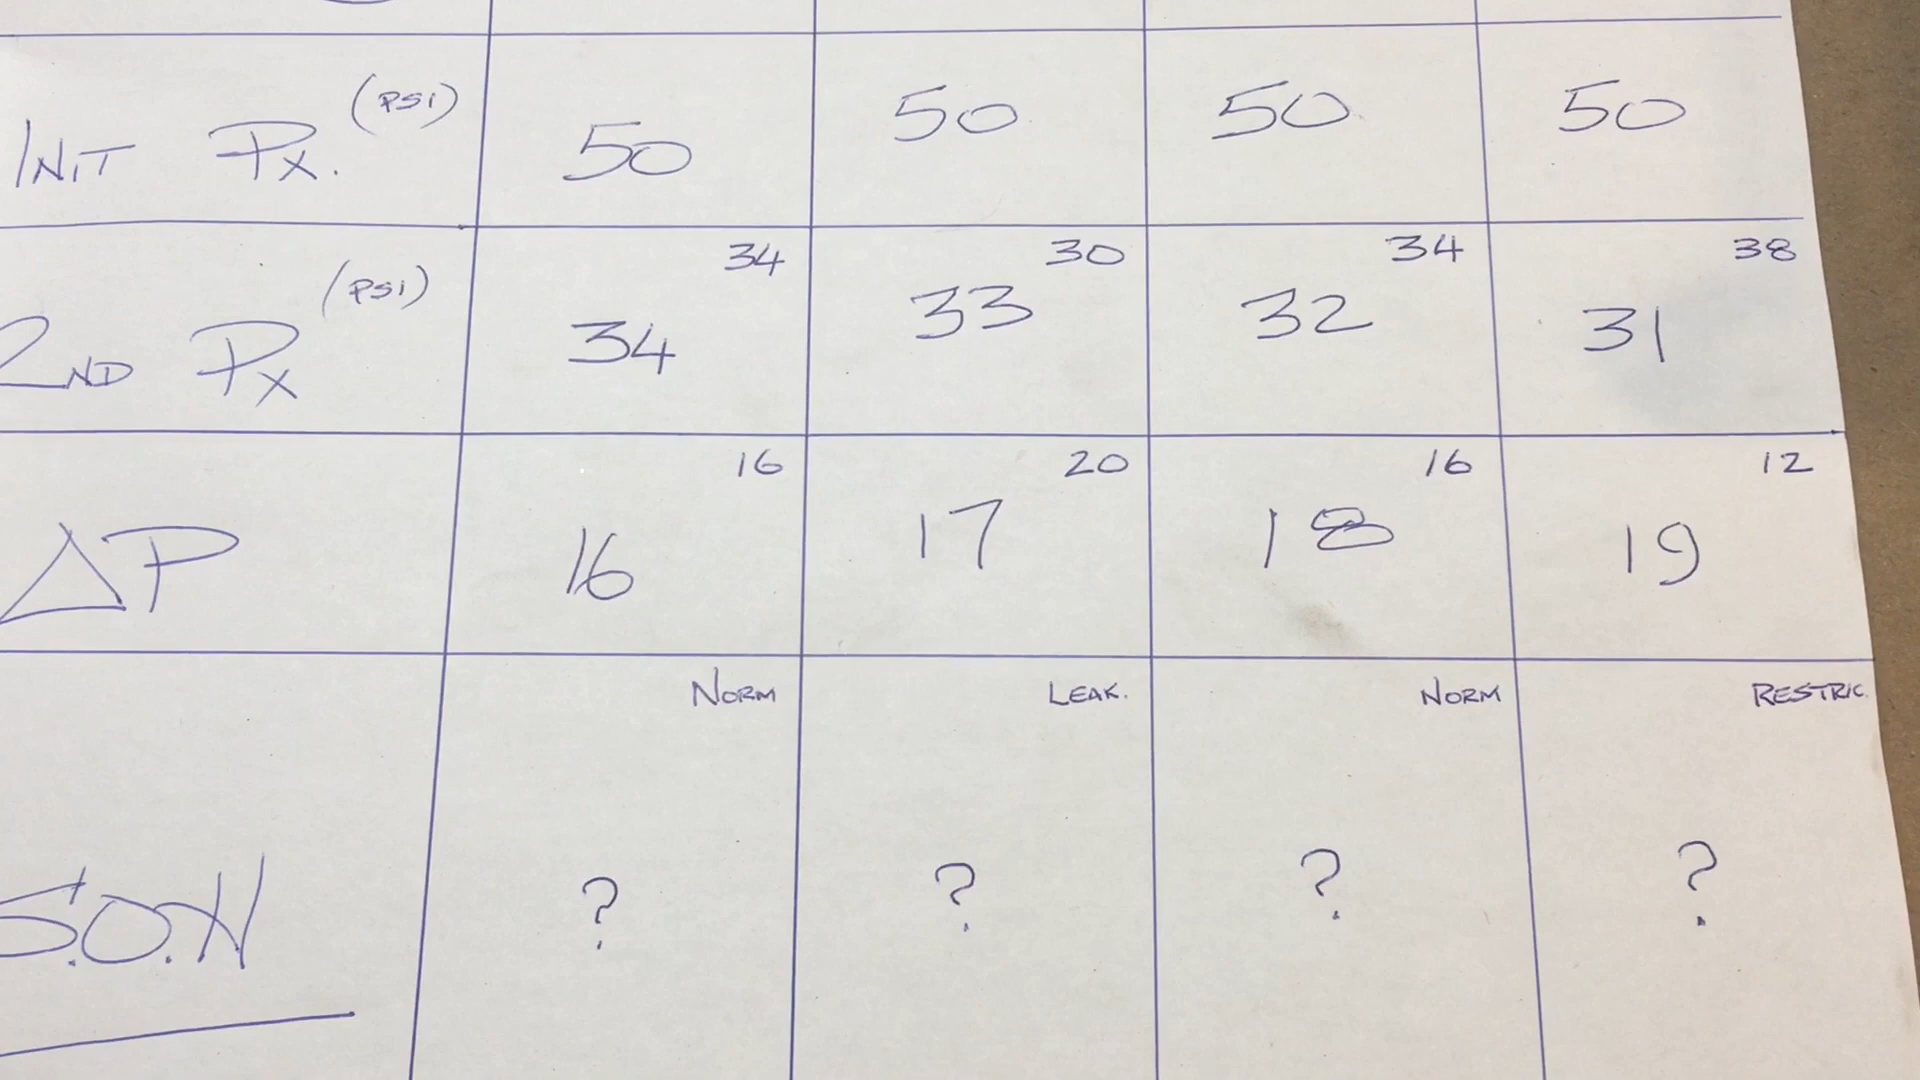 INIT Px. (PSI) 50 50 50 50
34 30 34 38
2ND Px (PSI) 34 33 32 31
16 20 16 12
ΔP 16 17 18 19
NORM LEAK. NORM RESTRIC.
S.O.H ? ? ? ?